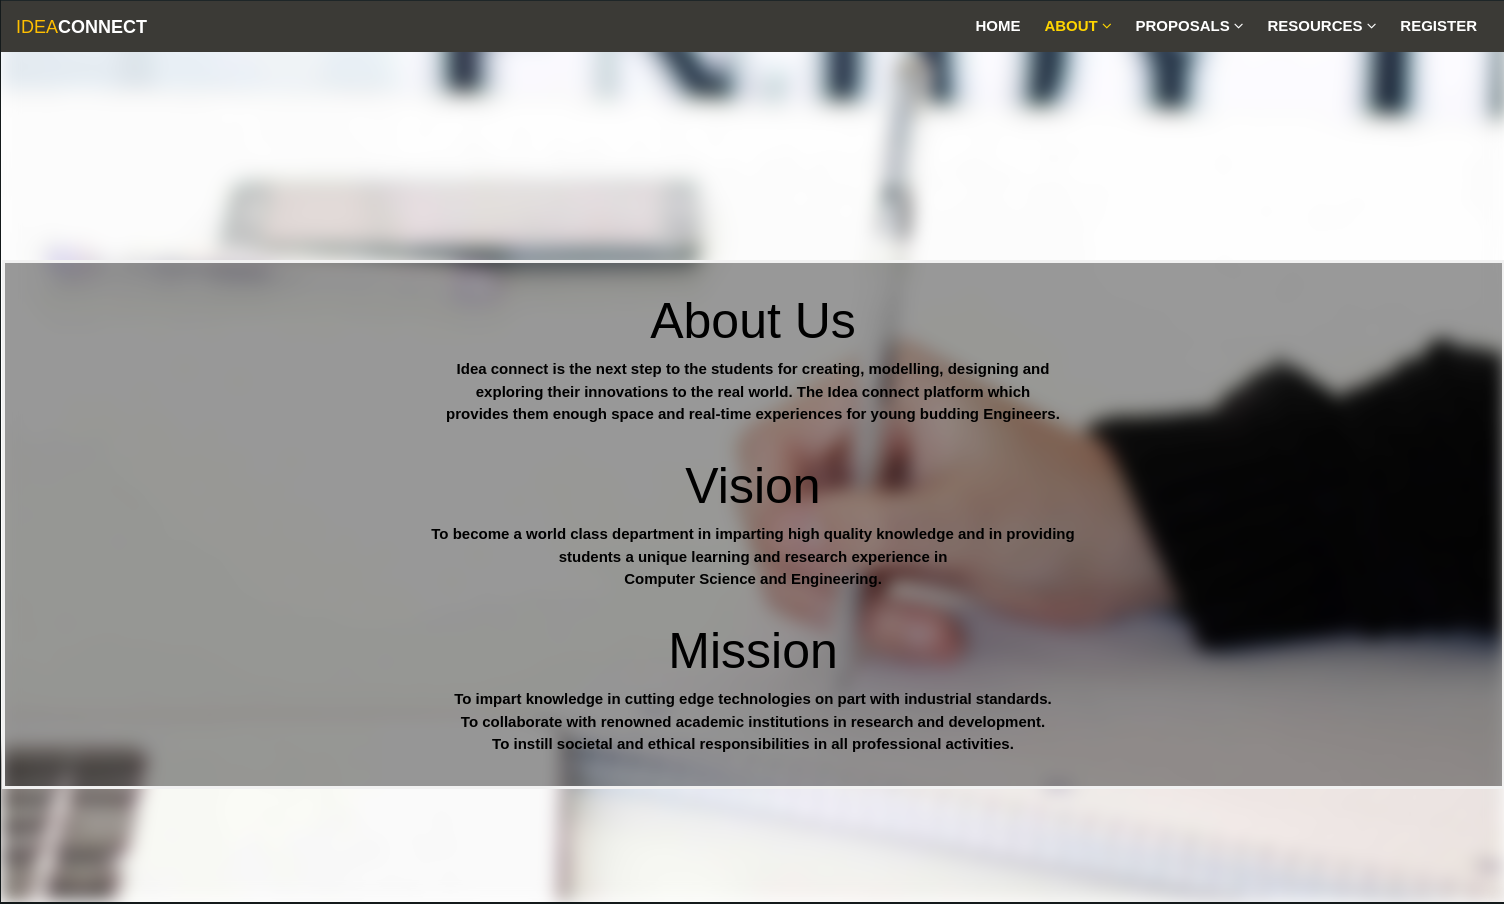 IDEACONNECT
HOME ABOUT PROPOSALS RESOURCES REGISTER
About Us
Idea connect is the next step to the students for creating, modelling, designing and
exploring their innovations to the real world. The Idea connect platform which
provides them enough space and real-time experiences for young budding Engineers.
Vision
To become a world class department in imparting high quality knowledge and in providing
students a unique learning and research experience in
Computer Science and Engineering.
Mission
To impart knowledge in cutting edge technologies on part with industrial standards.
To collaborate with renowned academic institutions in research and development.
To instill societal and ethical responsibilities in all professional activities.